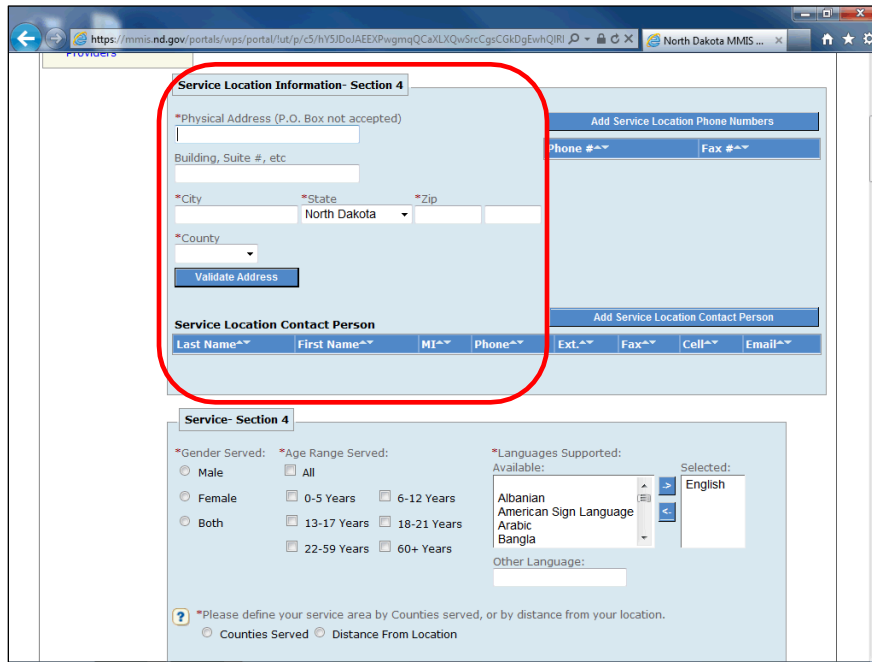 https://mmis.nd.gov/portals/wps/portal/!ut/p/c5/hY5JDoJAEEXPwgmqQCaXLXQwSrcCgsCGkDgEwhQIRI
North Dakota MMIS ...
Providers
Service Location Information- Section 4
*Physical Address (P.O. Box not accepted)
Add Service Location Phone Numbers
Phone # Fax #
Building, Suite #, etc
*City *State *Zip
North Dakota
*County
Validate Address
Add Service Location Contact Person
Service Location Contact Person
Last Name First Name MI Phone Ext. Fax Cell Email
Service- Section 4
*Gender Served: *Age Range Served: *Languages Supported:
Available: Selected:
Male All
English
Female 0-5 Years 6-12 Years
Albanian
American Sign Language
Both 13-17 Years 18-21 Years
Arabic
Bangla
22-59 Years 60+ Years
Other Language:
*Please define your service area by Counties served, or by distance from your location.
Counties Served Distance From Location